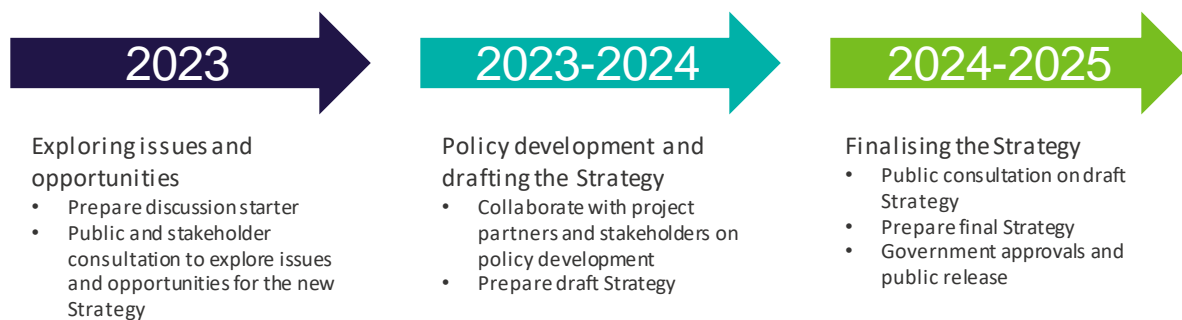 2023
Exploring issues and
opportunities
• Prepare discussion starter
• Public and stakeholder
consultation to explore issues
and opportunities for the new
Strategy
2023-2024
Policy development and
drafting the Strategy
• Collaborate with project
partners and stakeholders on
policy development
• Prepare draft Strategy
2024-2025
Finalising the Strategy
• Public consultation on draft
Strategy
• Prepare final Strategy
• Government approvals and
public release